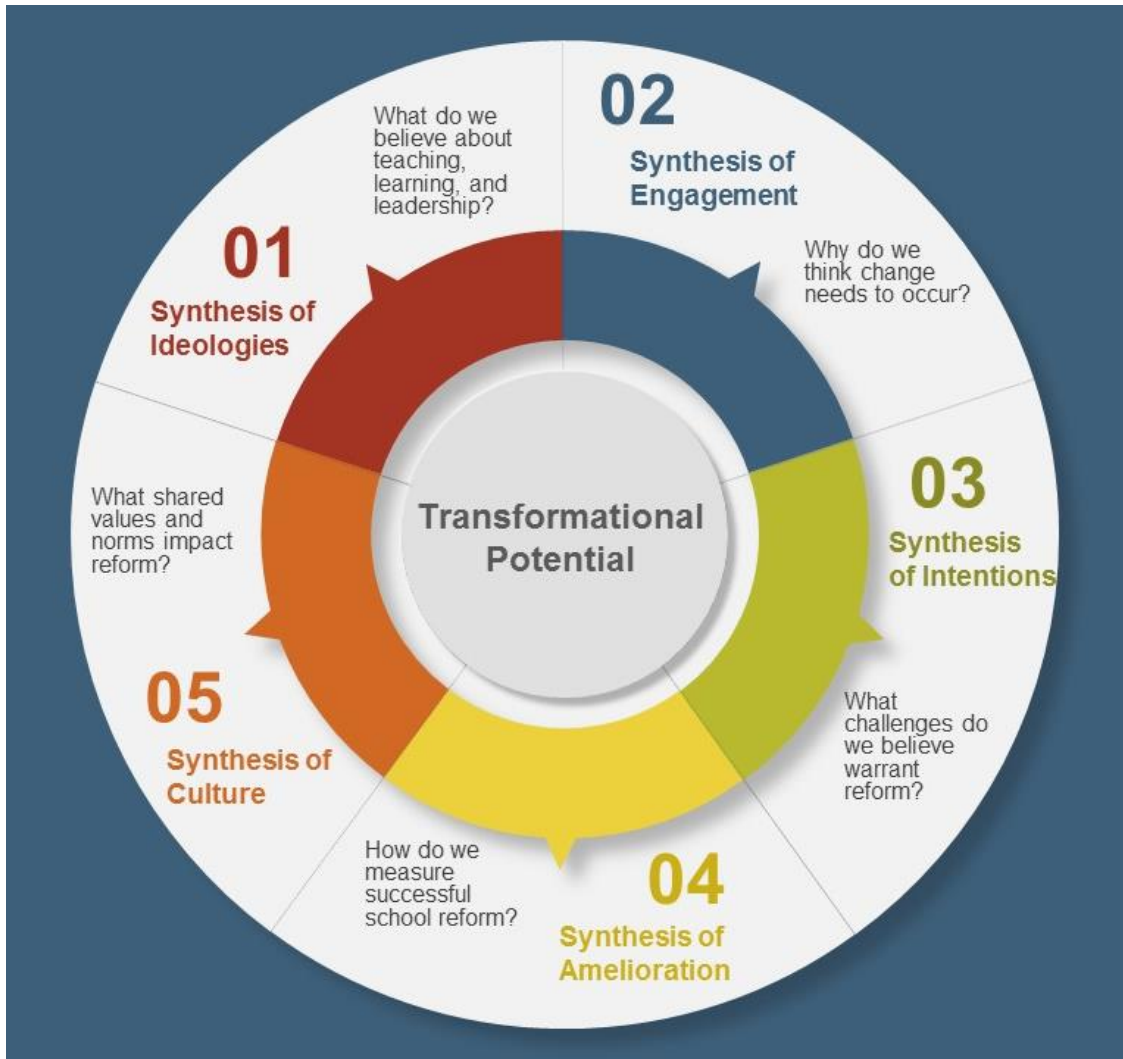 01
Synthesis of
Ideologies
What do we
believe about
teaching,
learning, and
leadership?
02
Synthesis of
Engagement
Why do we
think change
needs to occur?
03
Synthesis
of Intentions
What
challenges do
we believe
warrant
reform?
04
Synthesis of
Amelioration
How do we
measure
successful
school reform?
05
Synthesis of
Culture
What shared
values and
norms impact
reform?
Transformational
Potential